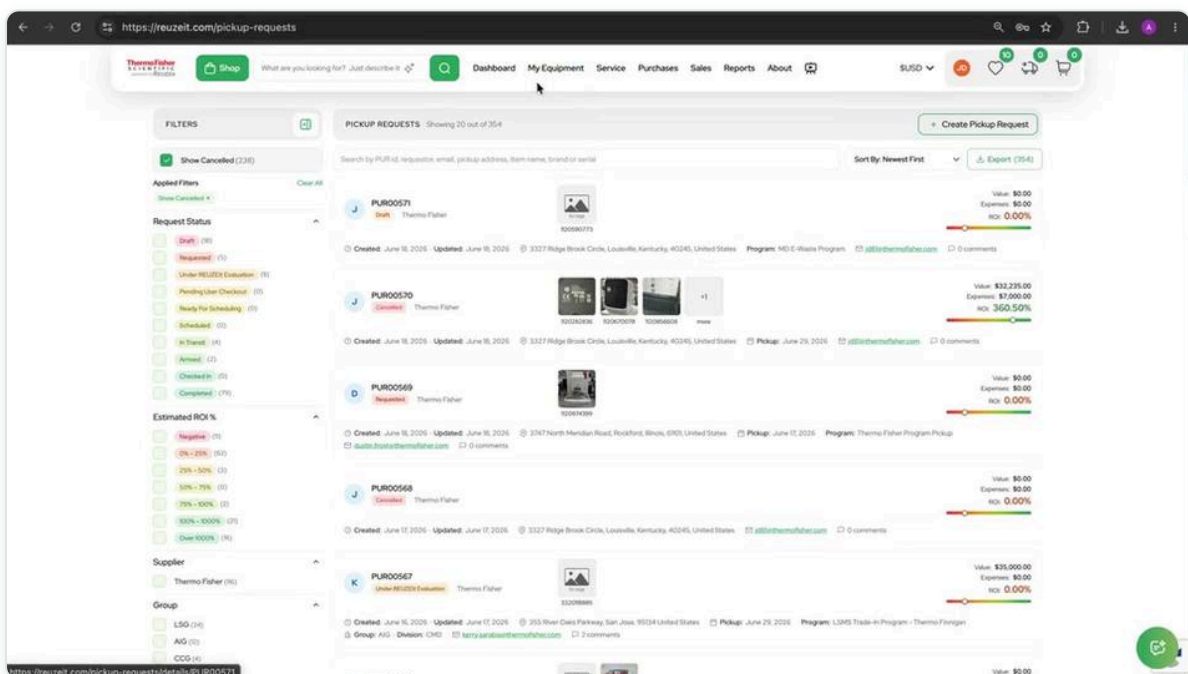 https://reuzeit.com/pickup-requests
A
ThermoFisher
SCIENTIFIC
Shop
What are you looking for? Just describe it
Dashboard My Equipment Service Purchases Sales Reports About
$USD
JD
10
0
0
FILTERS
PICKUP REQUESTS Showing 20 out of 354
+ Create Pickup Request
Show Cancelled (238)
Search by PUR id, requestor, email, pickup address, item name, brand or serial
Sort By: Newest First
Export (354)
Applied Filters Clear All
Show Cancelled ×
Request Status
Draft (18)
Requested (5)
Under REUZEit Evaluation (9)
Pending User Checkout (0)
Ready For Scheduling (0)
Scheduled (0)
In Transit (4)
Arrived (2)
Checked In (0)
Completed (79)
Estimated ROI %
Negative (11)
0% - 25% (62)
25% - 50% (3)
50% - 75% (0)
75% - 100% (2)
100% - 1000% (21)
Over 1000% (16)
Supplier
Thermo Fisher (116)
Group
LSG (34)
AIG (12)
CCG (4)
J
PUR00571
Draft Thermo Fisher
Value: $0.00
Expenses: $0.00
ROI: 0.00%
Created: June 18, 2026 · Updated: June 18, 2026 3327 Ridge Brook Circle, Louisville, Kentucky, 40245, United States Program: MD E-Waste Program 0 comments
J
PUR00570
Cancelled Thermo Fisher
+1
more
Value: $32,235.00
Expenses: $7,000.00
ROI: 360.50%
Created: June 18, 2026 · Updated: June 18, 2026 3327 Ridge Brook Circle, Louisville, Kentucky, 40245, United States Pickup: June 29, 2026 0 comments
D
PUR00569
Requested Thermo Fisher
Value: $0.00
Expenses: $0.00
ROI: 0.00%
Created: June 18, 2026 · Updated: June 18, 2026 3747 North Meridian Road, Rockford, Illinois, 61101, United States Pickup: June 17, 2026 Program: Thermo Fisher Program Pickup
0 comments
J
PUR00568
Cancelled Thermo Fisher
Value: $0.00
Expenses: $0.00
ROI: 0.00%
Created: June 17, 2026 · Updated: June 17, 2026 3327 Ridge Brook Circle, Louisville, Kentucky, 40245, United States 0 comments
K
PUR00567
Under REUZEit Evaluation Thermo Fisher
Value: $35,000.00
Expenses: $0.00
ROI: 0.00%
Created: June 16, 2026 · Updated: June 17, 2026 355 River Oaks Parkway, San Jose, 95134 United States Pickup: June 29, 2026 Program: LSMS Trade-In Program - Thermo Finnigan
Group: AIG · Division: CMD 2 comments
Value: $0.00
https://reuzeit.com/pickup-requests/details/PUR00571